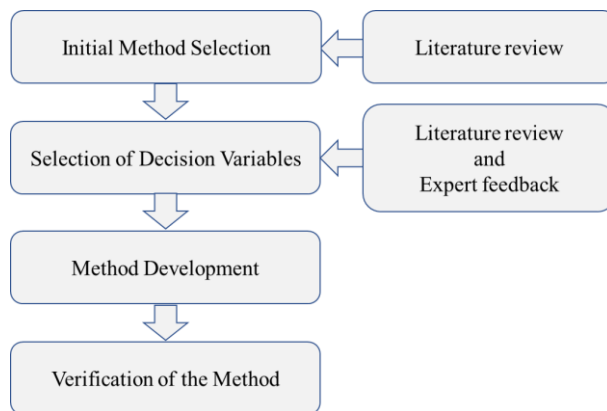 Initial Method Selection
Literature review
Selection of Decision Variables
Literature review
and
Expert feedback
Method Development
Verification of the Method